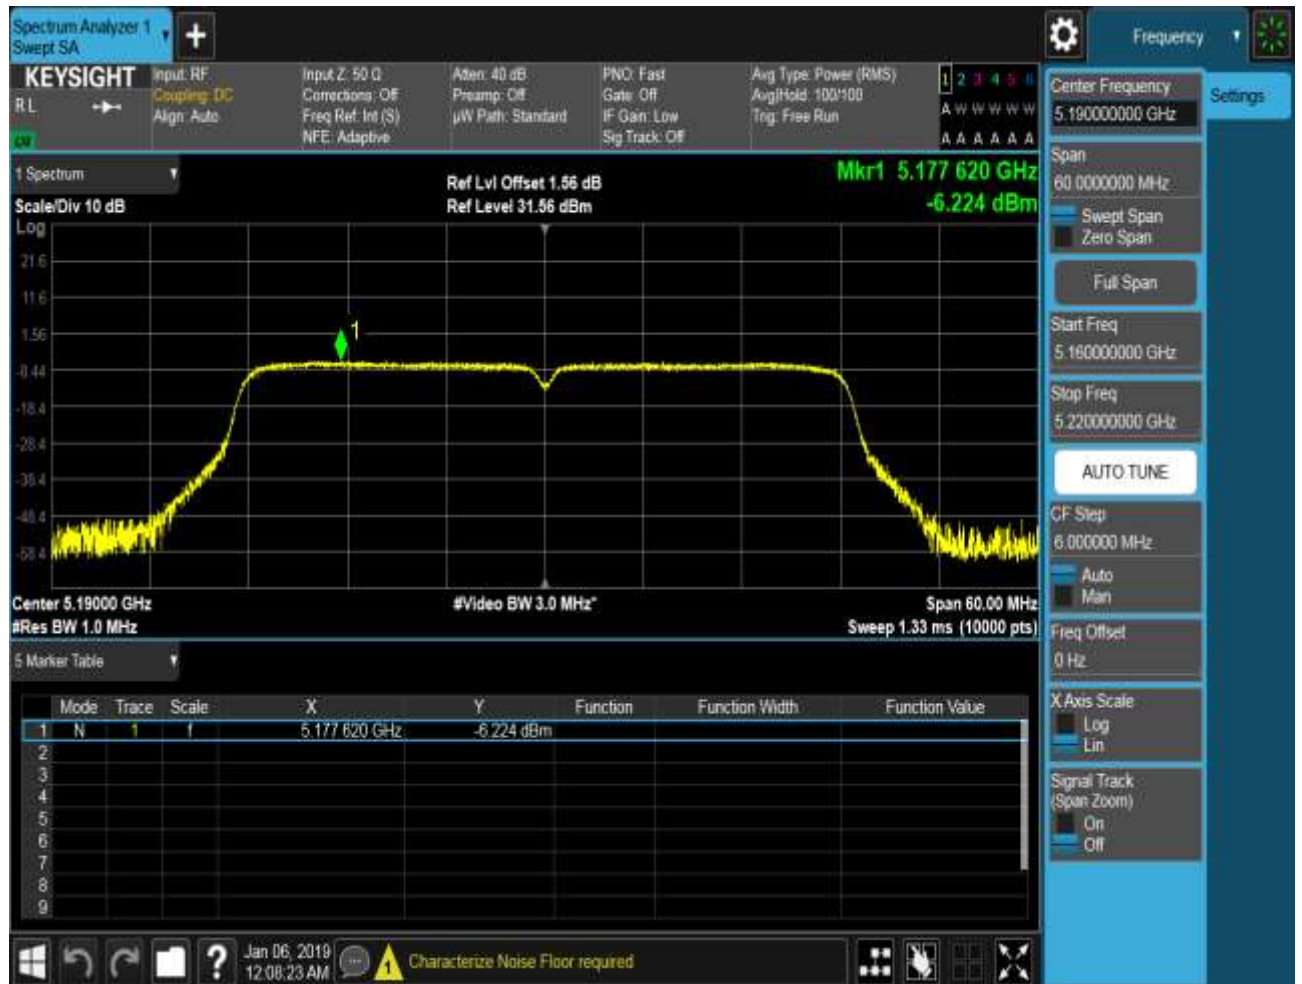 Spectrum Analyzer 1
Swept SA
+
Frequency
KEYSIGHT
R L
Input: RF
Coupling: DC
Align: Auto
Input Z: 50 Ω
Corrections: Off
Freq Ref: Int (S)
NFE: Adaptive
Atten: 40 dB
Preamp: Off
µW Path: Standard
PNO: Fast
Gate: Off
IF Gain: Low
Sig Track: Off
Avg Type: Power (RMS)
Avg|Hold: 100/100
Trig: Free Run
1 2 3 4 5 6
A W W W W W
A A A A A A
1 Spectrum
Scale/Div 10 dB
Ref Lvl Offset 1.56 dB
Ref Level 31.56 dBm
Mkr1 5.177 620 GHz
-6.224 dBm
Log
21.6
11.6
1.56
-8.44
-18.4
-28.4
-38.4
-48.4
-58.4
1
Center 5.19000 GHz
#Res BW 1.0 MHz
#Video BW 3.0 MHz*
Span 60.00 MHz
Sweep 1.33 ms (10000 pts)
5 Marker Table
Mode Trace Scale X Y Function Function Width Function Value
1 N 1 f 5.177 620 GHz -6.224 dBm
2
3
4
5
6
7
8
9
Center Frequency
5.190000000 GHz
Settings
Span
60.0000000 MHz
Swept Span
Zero Span
Full Span
Start Freq
5.160000000 GHz
Stop Freq
5.220000000 GHz
AUTO TUNE
CF Step
6.000000 MHz
Auto
Man
Freq Offset
0 Hz
X Axis Scale
Log
Lin
Signal Track
(Span Zoom)
On
Off
?
Jan 06, 2019
12:08:23 AM
1
Characterize Noise Floor required